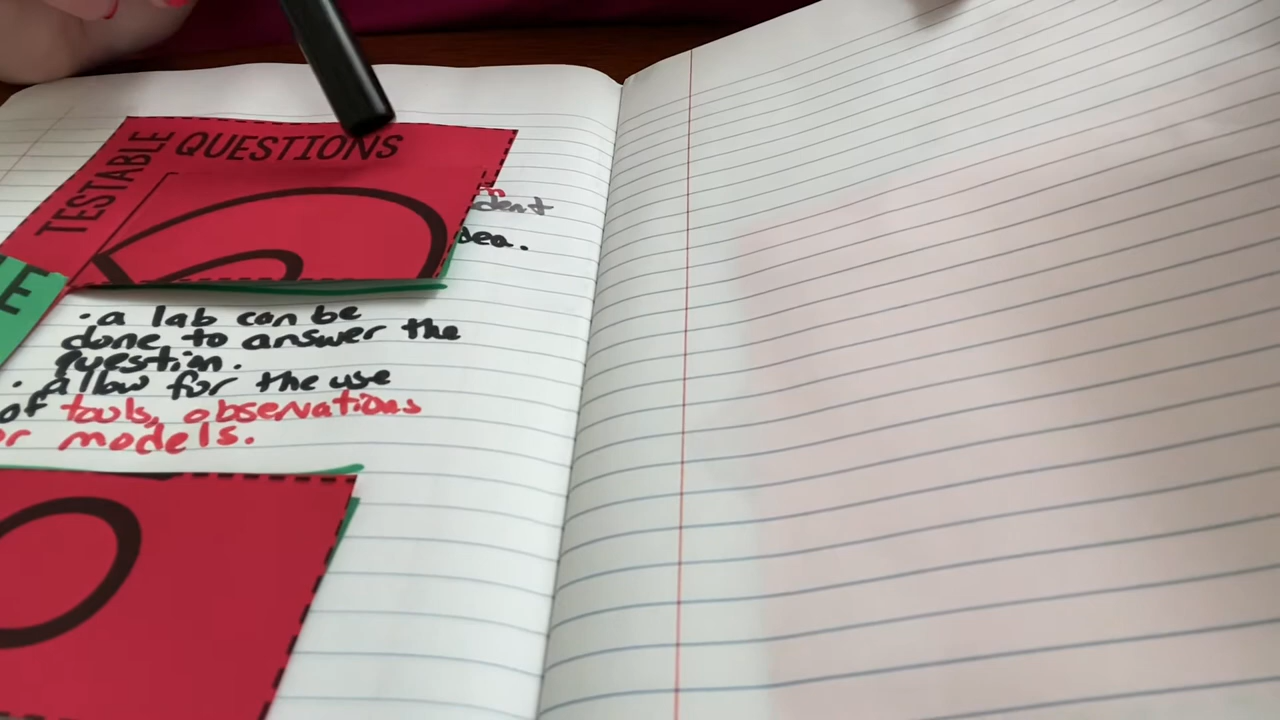 TESTABLE QUESTIONS
dea.
E
. a lab can be
done to answer the
question.
. allow for the use
of tools, observations
or models.